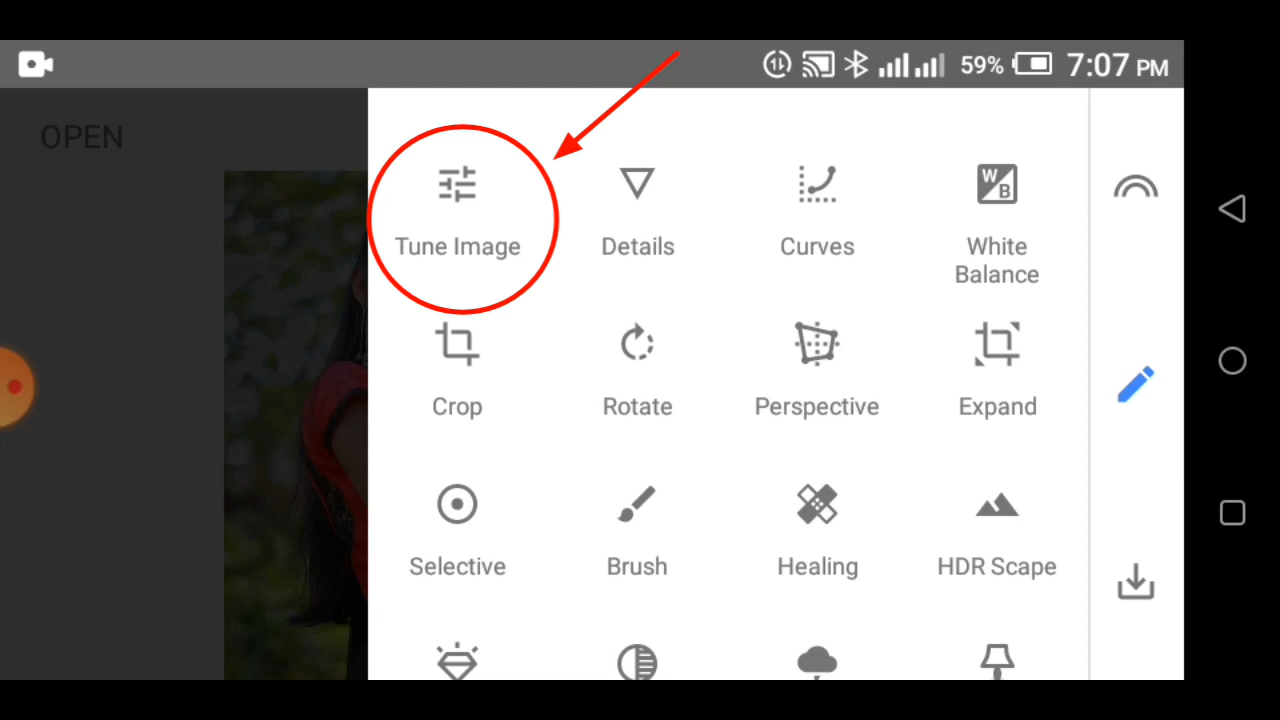 59% 7:07 PM
OPEN
Tune Image Details Curves White
Balance
W
B
Crop Rotate Perspective Expand
Selective Brush Healing HDR Scape